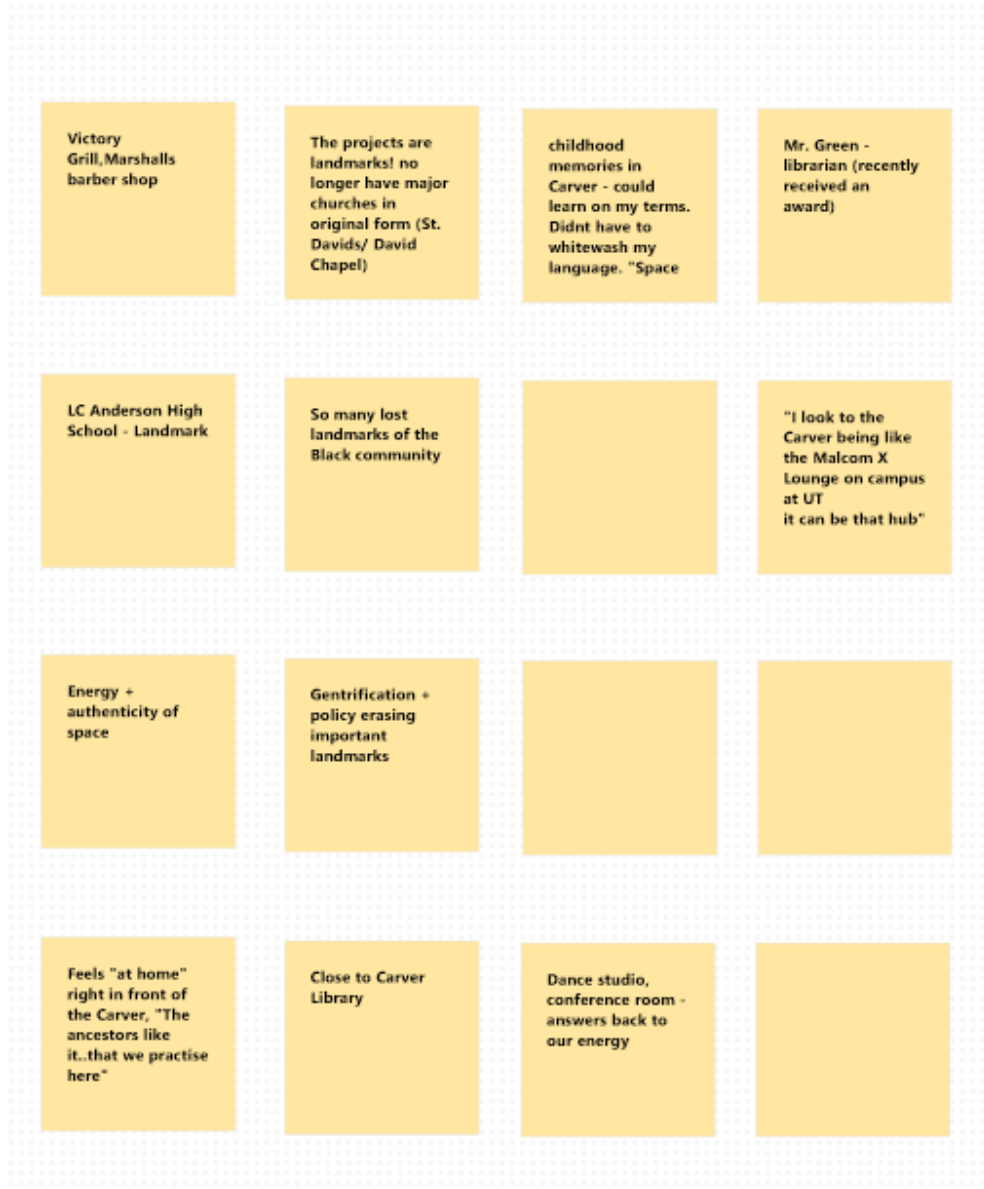 Victory
Grill,Marshalls
barber shop
The projects are
landmarks! no
longer have major
churches in
original form (St.
Davids/ David
Chapel)
childhood
memories in
Carver - could
learn on my terms.
Didnt have to
whitewash my
language. "Space
Mr. Green -
librarian (recently
received an
award)
LC Anderson High
School - Landmark
So many lost
landmarks of the
Black community
"I look to the
Carver being like
the Malcom X
Lounge on campus
at UT
it can be that hub"
Energy +
authenticity of
space
Gentrification +
policy erasing
important
landmarks
Feels "at home"
right in front of
the Carver, "The
ancestors like
it..that we practise
here"
Close to Carver
Library
Dance studio,
conference room -
answers back to
our energy